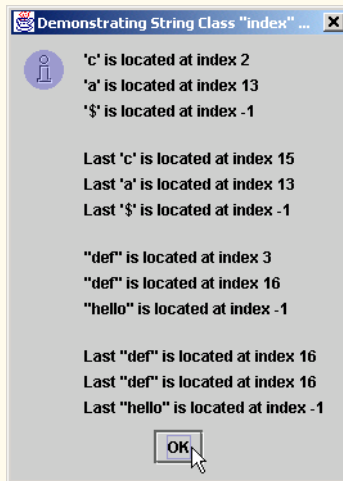 Demonstrating String Class "index" ...
'c' is located at index 2
'a' is located at index 13
'$' is located at index -1
Last 'c' is located at index 15
Last 'a' is located at index 13
Last '$' is located at index -1
"def" is located at index 3
"def" is located at index 16
"hello" is located at index -1
Last "def" is located at index 16
Last "def" is located at index 16
Last "hello" is located at index -1
OK